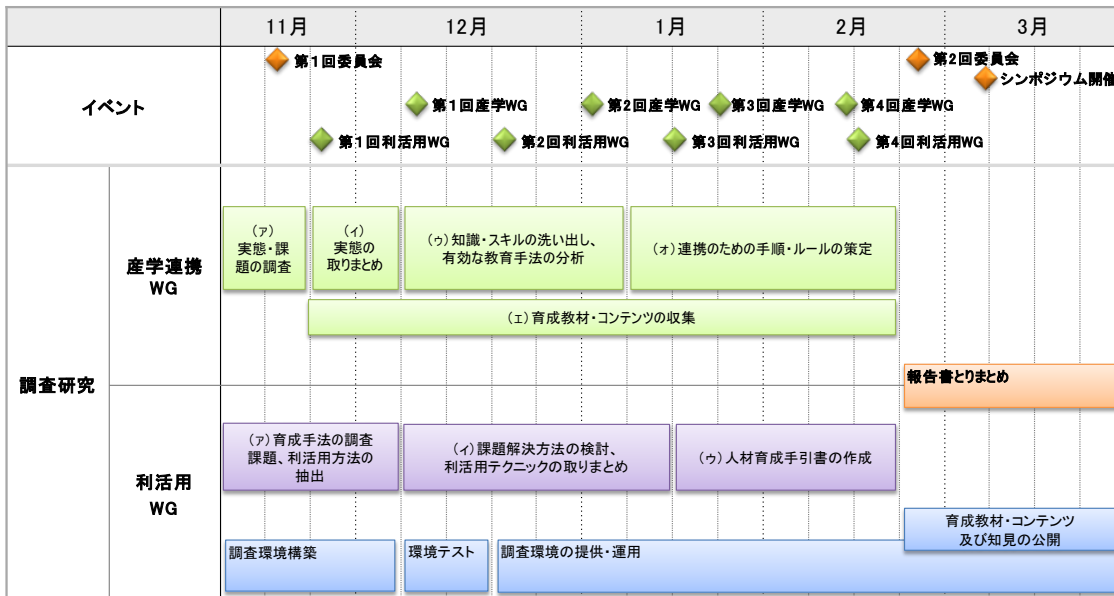 11月
12月
1月
2月
3月
イベント
第1回委員会
第2回委員会
シンポジウム開催
第1回産学WG
第2回産学WG
第3回産学WG
第4回産学WG
第1回利活用WG
第2回利活用WG
第3回利活用WG
第4回利活用WG
調査研究
産学連携
WG
(ア)
実態・課
題の調査
(イ)
実態の
取りまとめ
(ウ)知識・スキルの洗い出し、
有効な教育手法の分析
(オ)連携のための手順・ルールの策定
(エ)育成教材・コンテンツの収集
報告書とりまとめ
利活用
WG
(ア)育成手法の調査
課題、利活用方法の
抽出
(イ)課題解決方法の検討、
利活用テクニックの取りまとめ
(ウ)人材育成手引書の作成
育成教材・コンテンツ
及び知見の公開
調査環境構築
環境テスト
調査環境の提供・運用